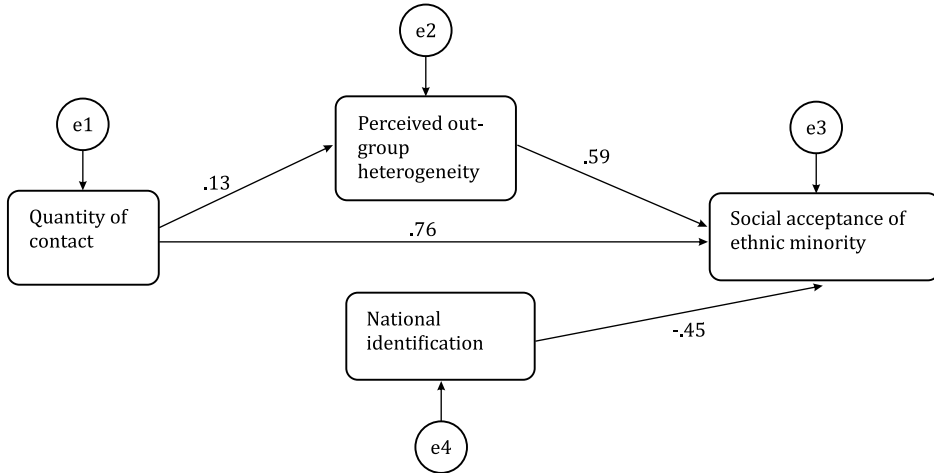 e2
e1
Perceived out-
group
heterogeneity
e3
.13
.59
Quantity of
contact
.76
Social acceptance of
ethnic minority
National
identification
-.45
e4